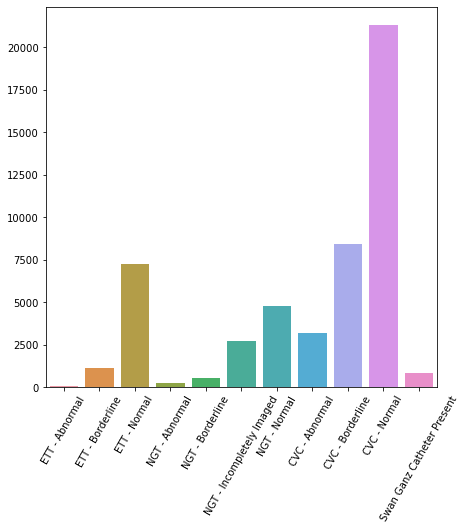 20000
17500
15000
12500
10000
7500
5000
2500
0
ETT - Abnormal
ETT - Borderline
ETT - Normal
NGT - Abnormal
NGT - Borderline
NGT - Incompletely Imaged
NGT - Normal
CVC - Abnormal
CVC - Borderline
CVC - Normal
Swan Ganz Catheter Present